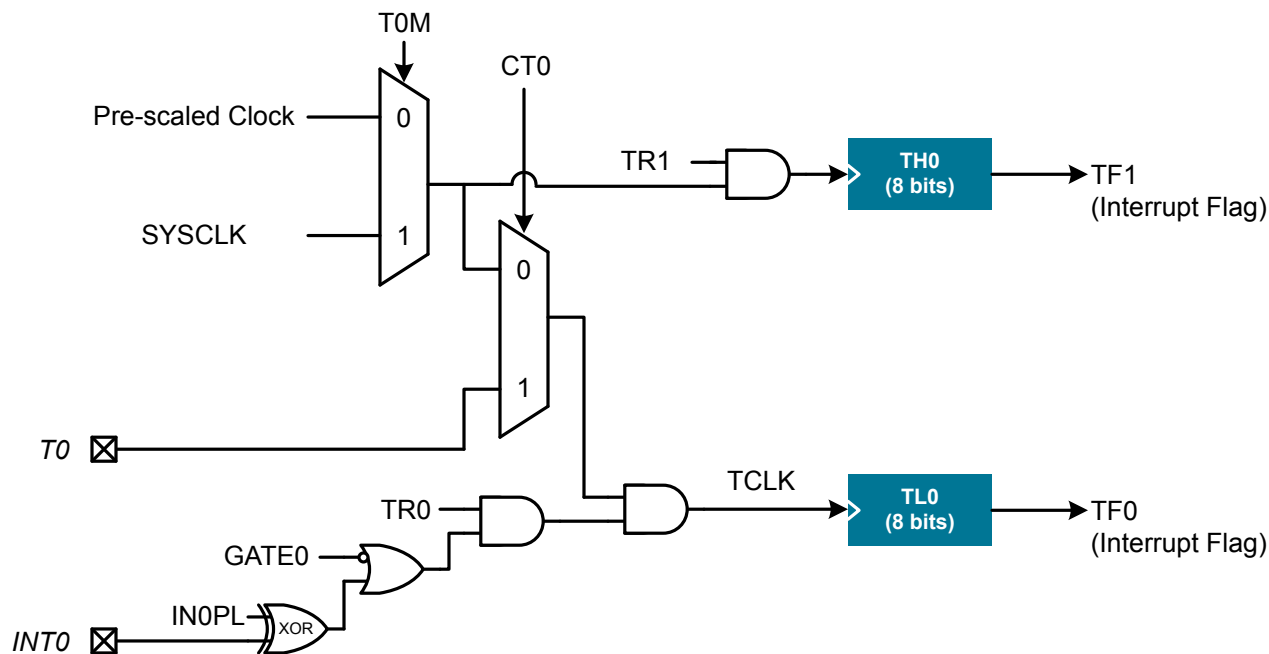 T0M
CT0
Pre-scaled Clock
0
TR1
TH0
(8 bits)
TF1
(Interrupt Flag)
SYSCLK
1
0
1
T0
TCLK
TL0
(8 bits)
TF0
(Interrupt Flag)
TR0
GATE0
IN0PL
XOR
INT0